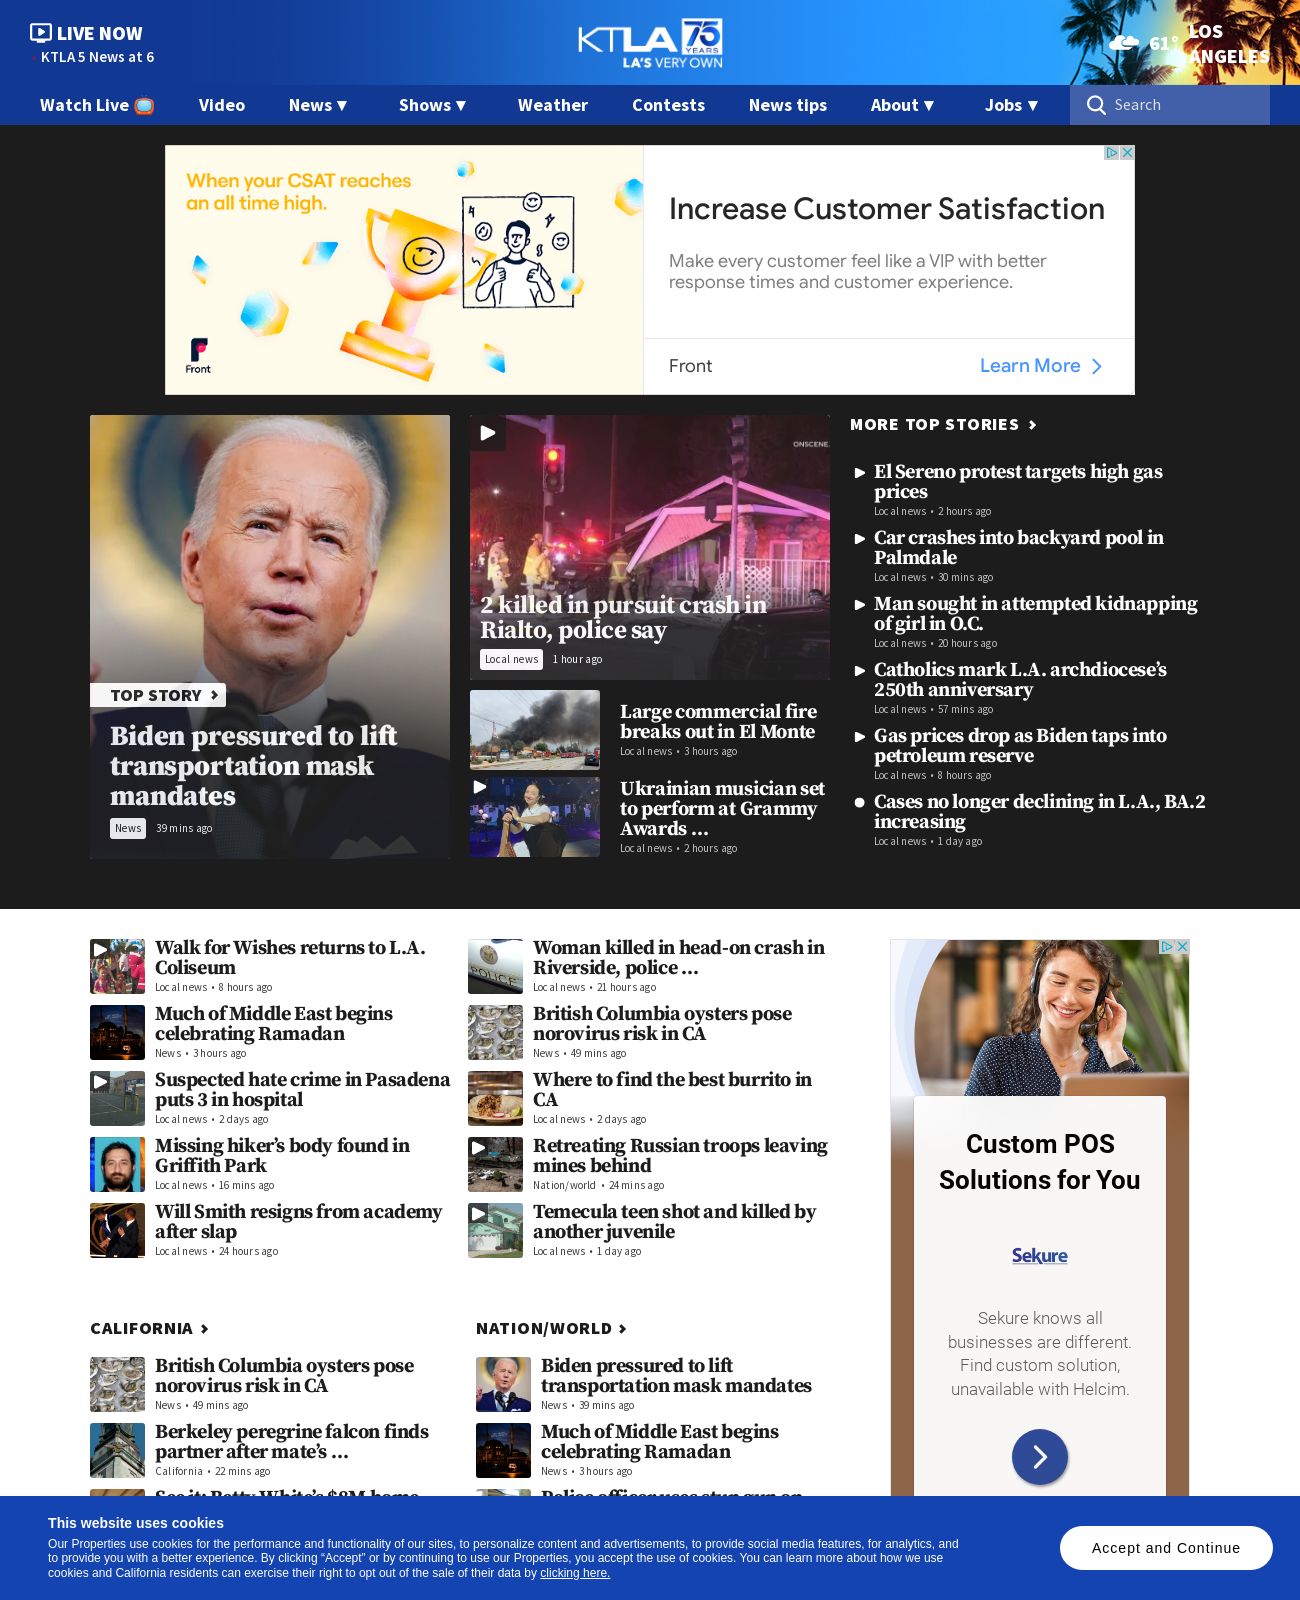 LIVE NOW
KTLA 5 News at 6
KTLA 75 YEARS
LA'S VERY OWN
61°
LOS
ANGELES
Watch Live Video News ▼ Shows ▼ Weather Contests News tips About ▼ Jobs ▼ Search
When your CSAT reaches
an all time high.
Front
Increase Customer Satisfaction
Make every customer feel like a VIP with better
response times and customer experience.
Front
Learn More
TOP STORY
Biden pressured to lift
transportation mask
mandates
News 39 mins ago
ONSCENE.
2 killed in pursuit crash in
Rialto, police say
Local news 1 hour ago
Large commercial fire
breaks out in El Monte
Local news • 3 hours ago
Ukrainian musician set
to perform at Grammy
Awards …
Local news • 2 hours ago
MORE TOP STORIES
El Sereno protest targets high gas
prices
Local news • 2 hours ago
Car crashes into backyard pool in
Palmdale
Local news • 30 mins ago
Man sought in attempted kidnapping
of girl in O.C.
Local news • 20 hours ago
Catholics mark L.A. archdiocese’s
250th anniversary
Local news • 57 mins ago
Gas prices drop as Biden taps into
petroleum reserve
Local news • 8 hours ago
Cases no longer declining in L.A., BA.2
increasing
Local news • 1 day ago
Walk for Wishes returns to L.A.
Coliseum
Local news • 8 hours ago
Much of Middle East begins
celebrating Ramadan
News • 3 hours ago
Suspected hate crime in Pasadena
puts 3 in hospital
Local news • 2 days ago
Missing hiker’s body found in
Griffith Park
Local news • 16 mins ago
Will Smith resigns from academy
after slap
Local news • 24 hours ago
POLICE
Woman killed in head-on crash in
Riverside, police …
Local news • 21 hours ago
British Columbia oysters pose
norovirus risk in CA
News • 49 mins ago
Where to find the best burrito in
CA
Local news • 2 days ago
Retreating Russian troops leaving
mines behind
Nation/world • 24 mins ago
Temecula teen shot and killed by
another juvenile
Local news • 1 day ago
Custom POS
Solutions for You
Sekure
Sekure knows all
businesses are different.
Find custom solution,
unavailable with Helcim.
CALIFORNIA
British Columbia oysters pose
norovirus risk in CA
News • 49 mins ago
Berkeley peregrine falcon finds
partner after mate’s …
California • 22 mins ago
See it: Betty White’s $8M home
NATION/WORLD
Biden pressured to lift
transportation mask mandates
News • 39 mins ago
Much of Middle East begins
celebrating Ramadan
News • 3 hours ago
Police officer uses stun gun on
This website uses cookies
Our Properties use cookies for the performance and functionality of our sites, to personalize content and advertisements, to provide social media features, for analytics, and
to provide you with a better experience. By clicking “Accept” or by continuing to use our Properties, you accept the use of cookies. You can learn more about how we use
cookies and California residents can exercise their right to opt out of the sale of their data by clicking here.
Accept and Continue